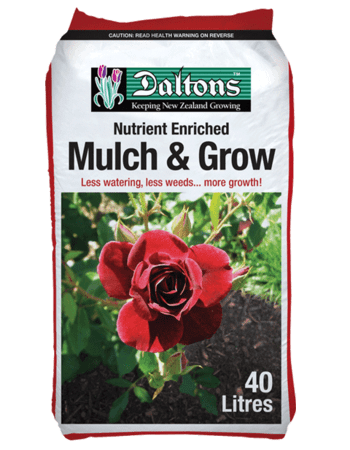 CAUTION: READ HEALTH WARNING ON REVERSE
Daltons™
Keeping New Zealand Growing
Nutrient Enriched
Mulch & Grow
Less watering, less weeds... more growth!
40
Litres